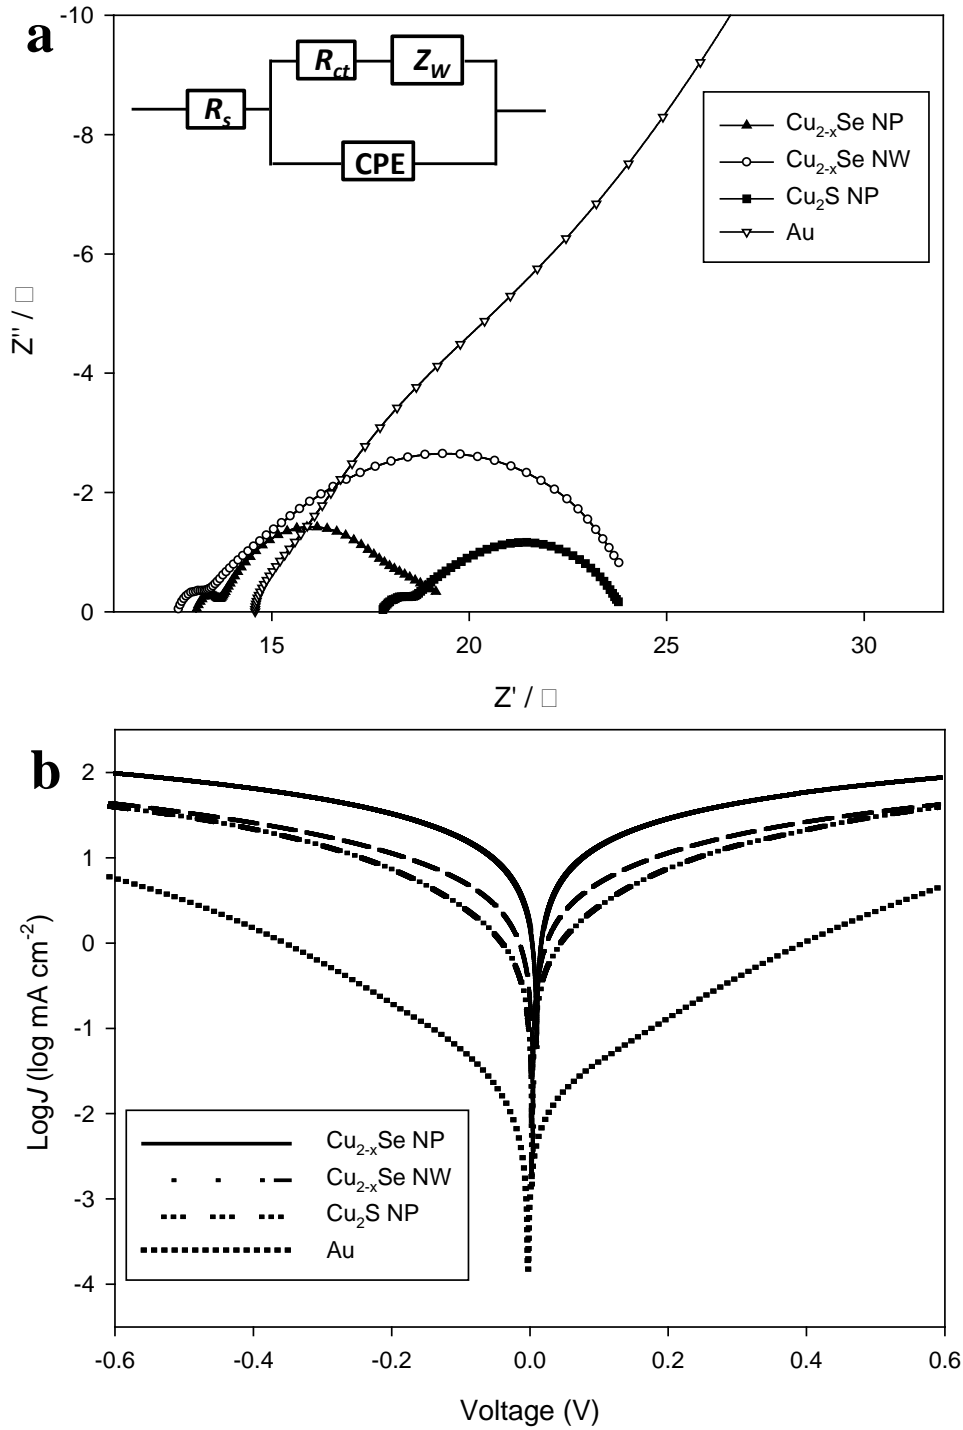 a
-10
-8
-6
-4
-2
0
Z'' / □
R_s
R_ct
Z_W
CPE
Cu2-xSe NP
Cu2-xSe NW
Cu2S NP
Au
15 20 25 30
Z' / □
b
2
1
0
-1
-2
-3
-4
LogJ (log mA cm-2)
Cu2-xSe NP
Cu2-xSe NW
Cu2S NP
Au
-0.6 -0.4 -0.2 0.0 0.2 0.4 0.6
Voltage (V)